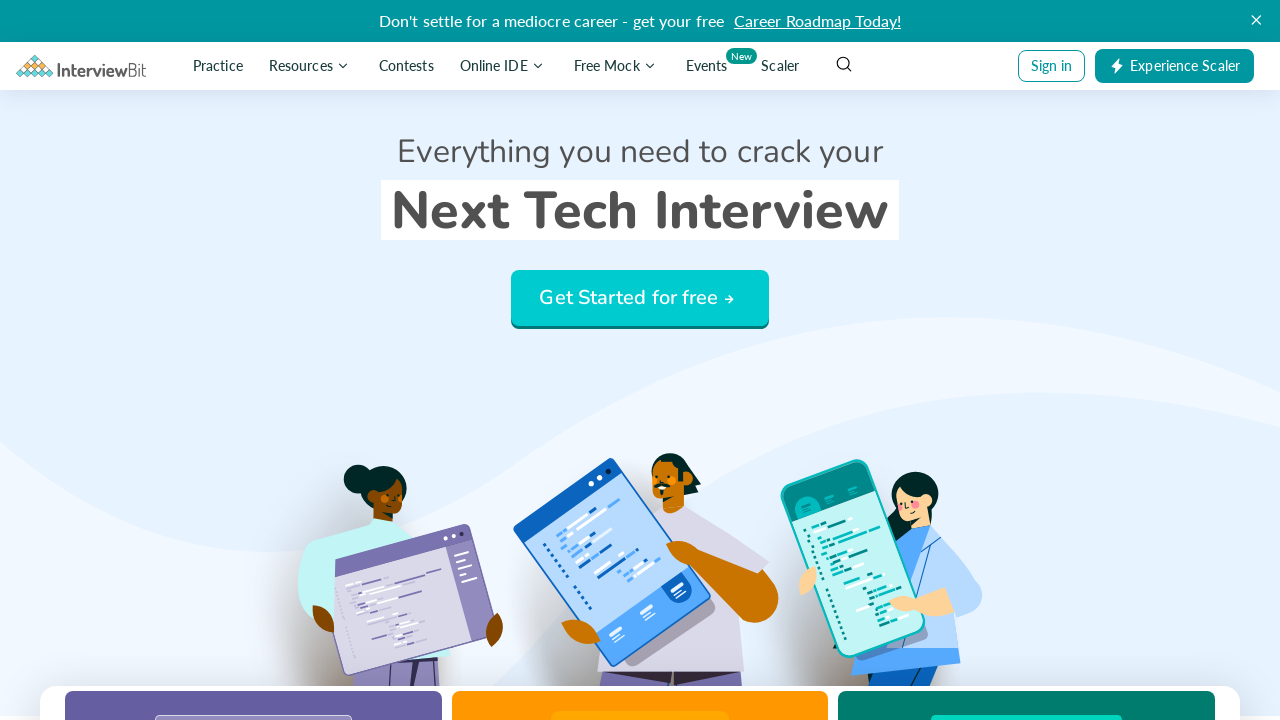 Don't settle for a mediocre career - get your free Career Roadmap Today!
InterviewBit Practice Resources Contests Online IDE Free Mock Events New Scaler Sign in Experience Scaler
Everything you need to crack your
Next Tech Interview
Get Started for free